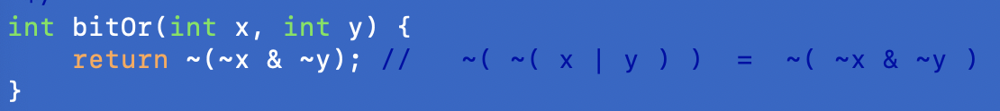 int bitOr(int x, int y) {
    return ~(~x & ~y); //   ~( ~( x | y ) )  =  ~( ~x & ~y )
}